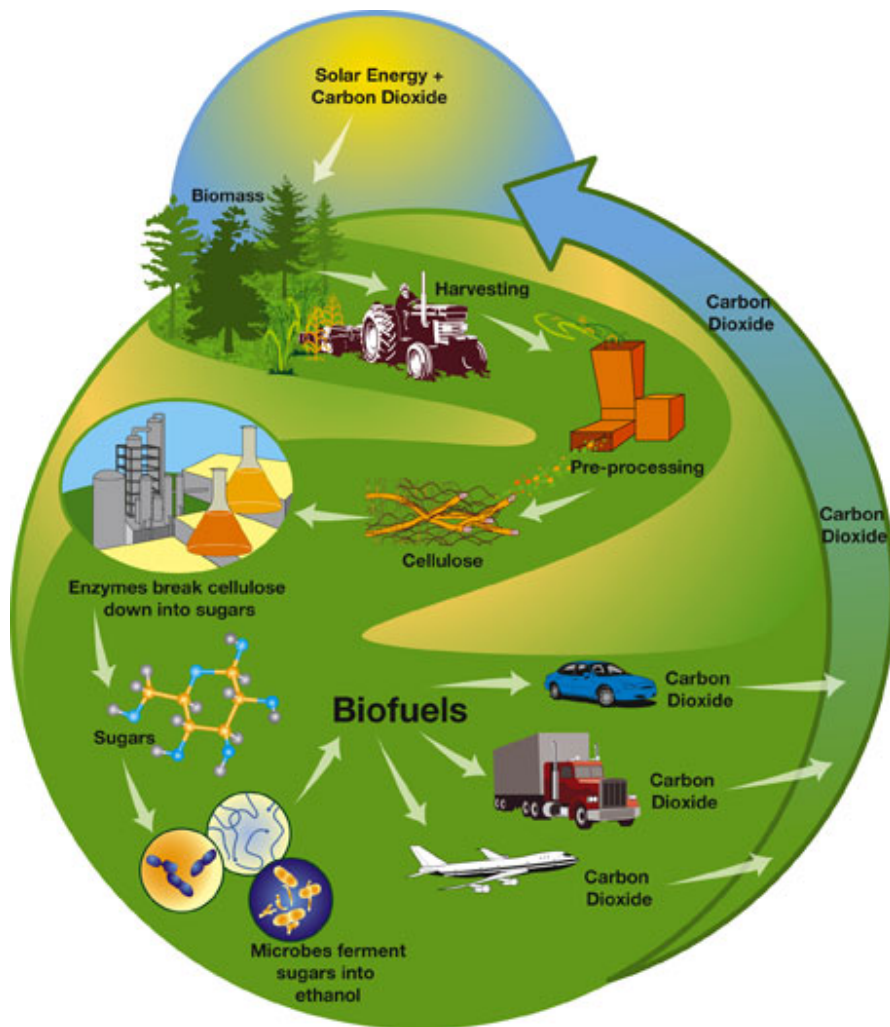 Solar Energy +
Carbon Dioxide
Biomass
Harvesting
Carbon
Dioxide
Pre-processing
Carbon
Dioxide
Cellulose
Enzymes break cellulose
down into sugars
Sugars
Biofuels
Carbon
Dioxide
Carbon
Dioxide
Carbon
Dioxide
Microbes ferment
sugars into
ethanol